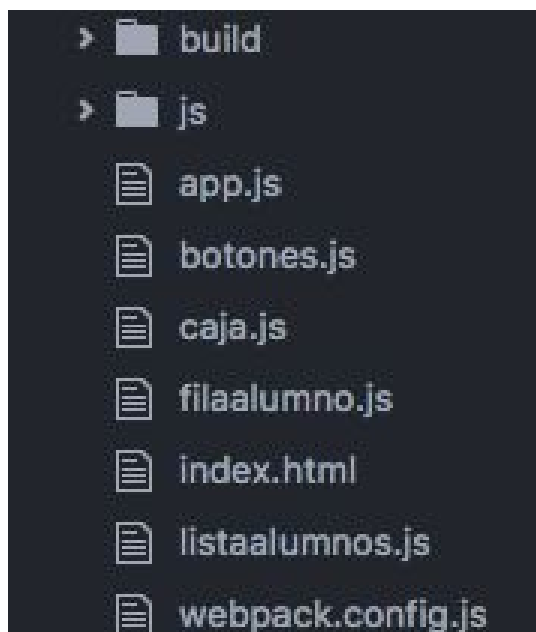 build
js
app.js
botones.js
caja.js
filaalumno.js
index.html
listaalumnos.js
webpack.config.js